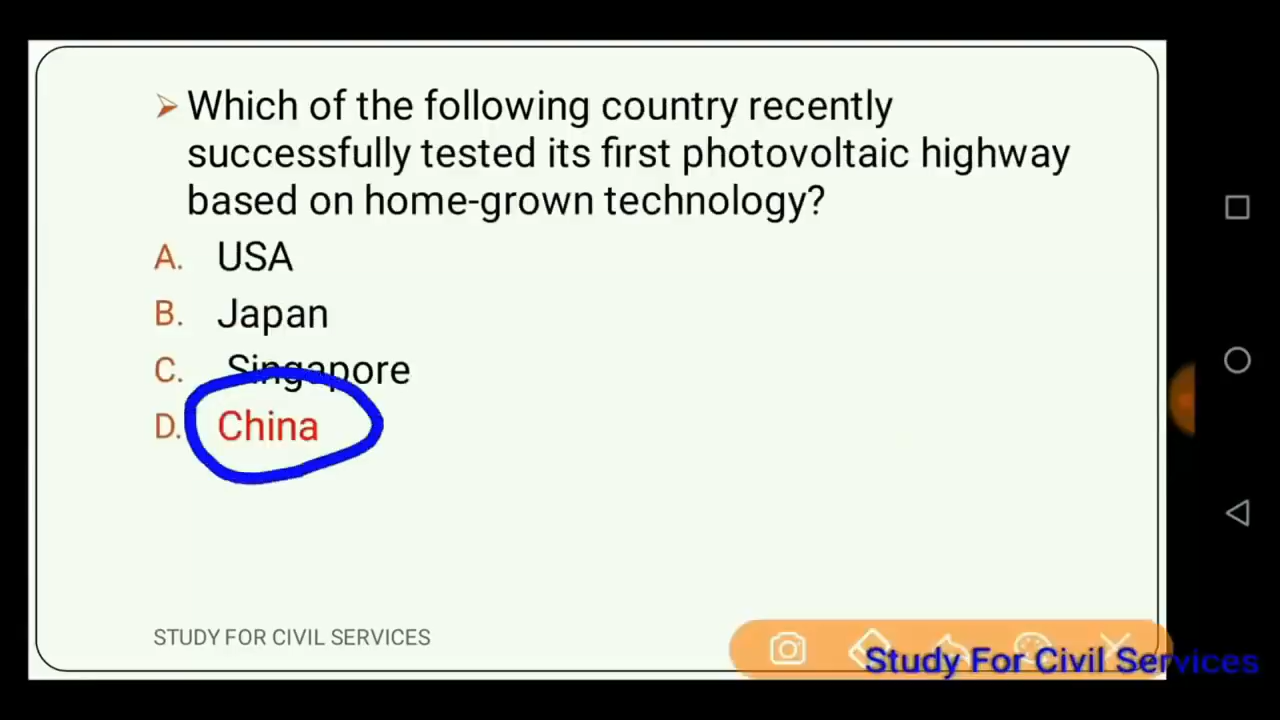 Which of the following country recently
successfully tested its first photovoltaic highway
based on home-grown technology?
A. USA
B. Japan
C. Singapore
D. China
STUDY FOR CIVIL SERVICES
Study For Civil Services